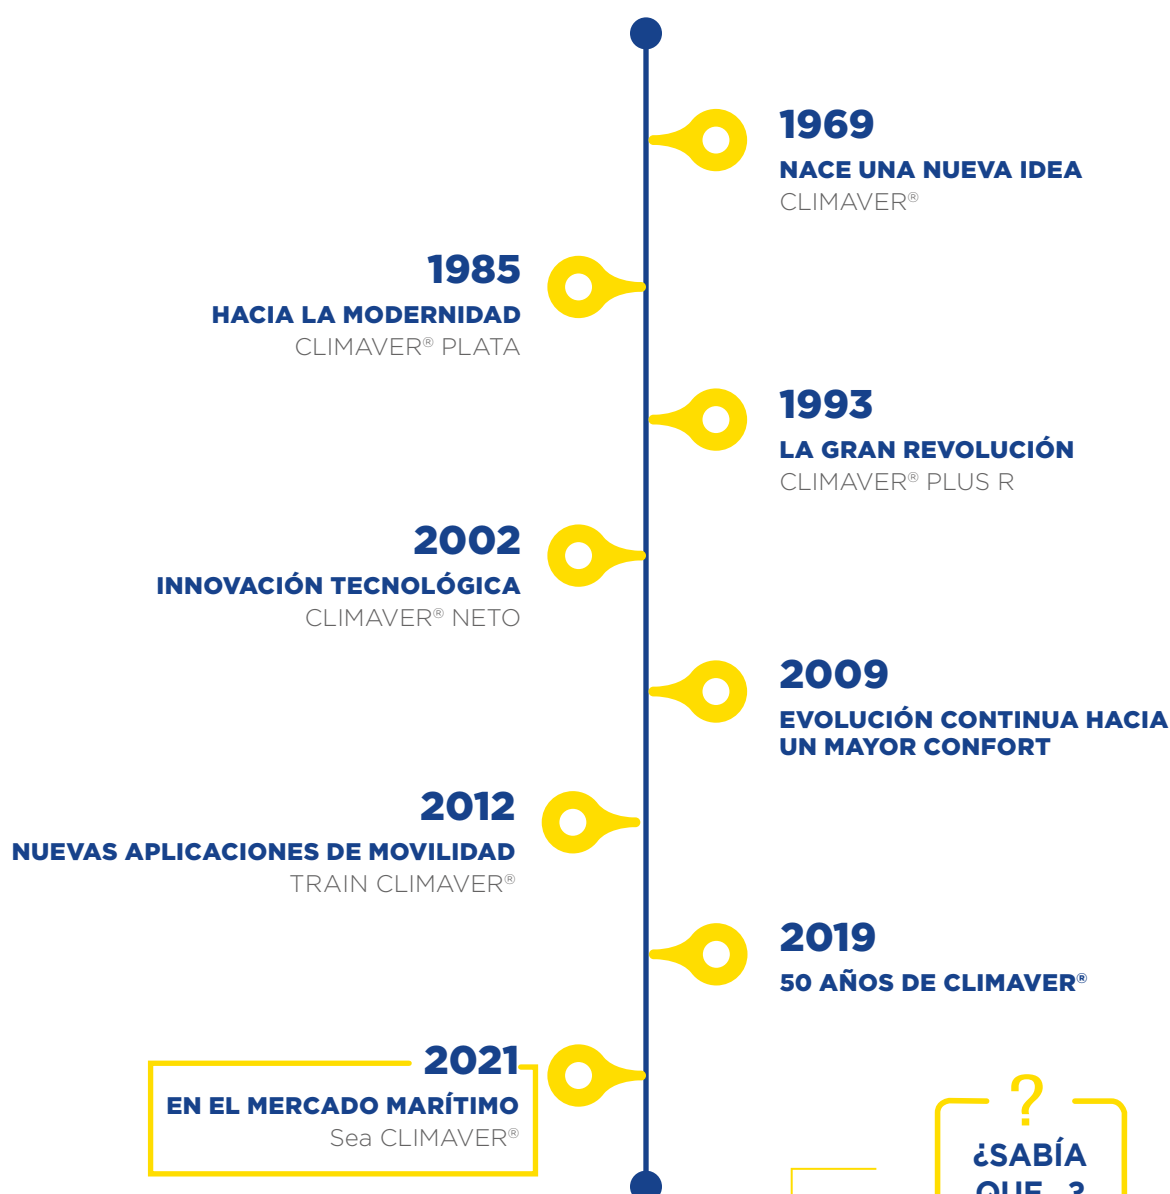 1969
NACE UNA NUEVA IDEA
CLIMAVER®
1985
HACIA LA MODERNIDAD
CLIMAVER® PLATA
1993
LA GRAN REVOLUCIÓN
CLIMAVER® PLUS R
2002
INNOVACIÓN TECNOLÓGICA
CLIMAVER® NETO
2009
EVOLUCIÓN CONTINUA HACIA
UN MAYOR CONFORT
2012
NUEVAS APLICACIONES DE MOVILIDAD
TRAIN CLIMAVER®
2019
50 AÑOS DE CLIMAVER®
2021
EN EL MERCADO MARÍTIMO
Sea CLIMAVER®
?
¿SABÍA
QUE...?